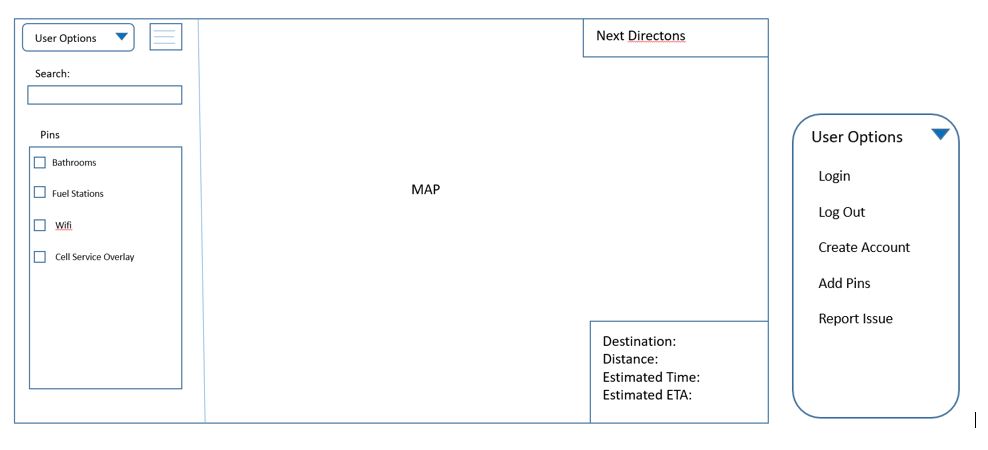 User Options
Search:
Pins
Bathrooms
Fuel Stations
Wifi
Cell Service Overlay
MAP
Next Directons
Destination:
Distance:
Estimated Time:
Estimated ETA:
User Options
Login
Log Out
Create Account
Add Pins
Report Issue